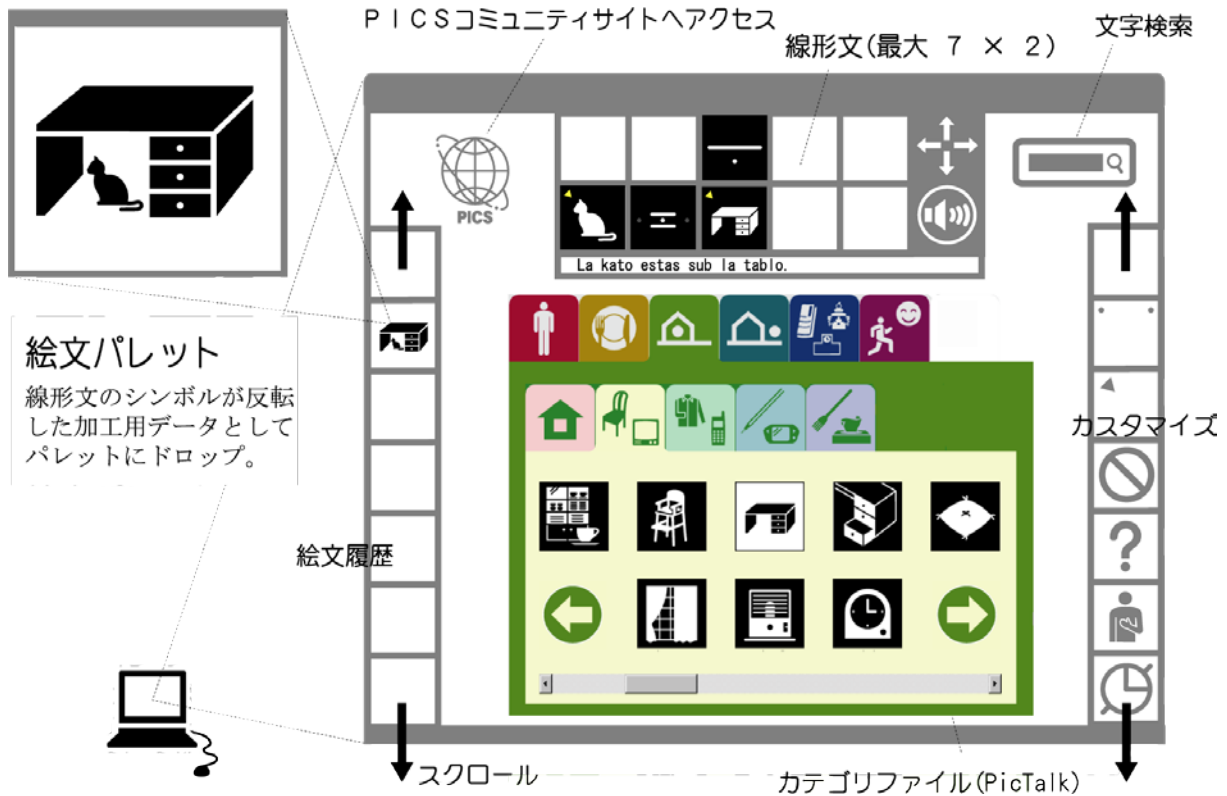 PICSコミュニティサイトへアクセス
線形文(最大 7 × 2)
文字検索
PICS
La kato estas sub la tablo.
絵文パレット
線形文のシンボルが反転
した加工用データとして
パレットにドロップ。
カスタマイズ
絵文履歴
スクロール
カテゴリファイル(PicTalk)